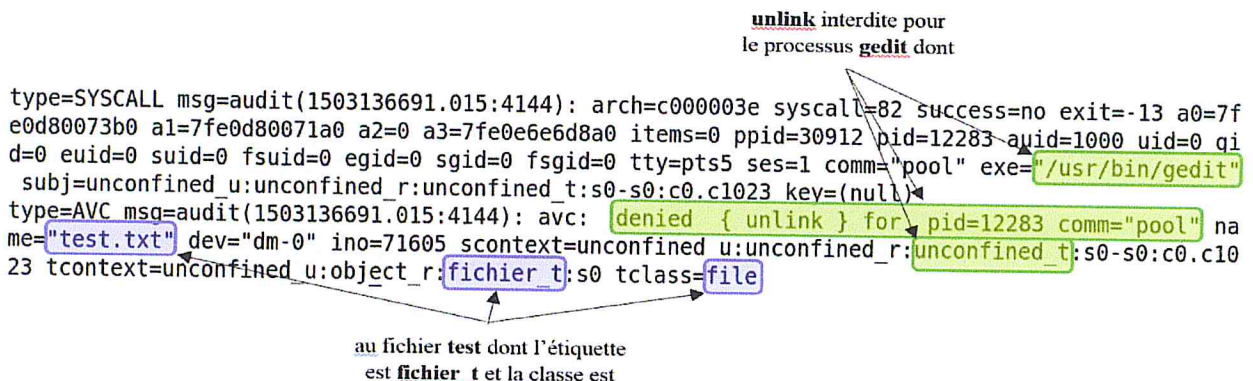 unlink interdite pour
le processus gedit dont
type=SYSCALL msg=audit(1503136691.015:4144): arch=c000003e syscall=82 success=no exit=-13 a0=7f
e0d80073b0 a1=7fe0d80071a0 a2=0 a3=7fe0e6e6d8a0 items=0 ppid=30912 pid=12283 auid=1000 uid=0 gi
d=0 euid=0 suid=0 fsuid=0 egid=0 sgid=0 fsgid=0 tty=pts5 ses=1 comm="pool" exe="/usr/bin/gedit"
subj=unconfined_u:unconfined_r:unconfined_t:s0-s0:c0.c1023 key=(null)
type=AVC msg=audit(1503136691.015:4144): avc: denied { unlink } for pid=12283 comm="pool" na
me="test.txt" dev="dm-0" ino=71605 scontext=unconfined_u:unconfined_r:unconfined_t:s0-s0:c0.c10
23 tcontext=unconfined_u:object_r:fichier_t:s0 tclass=file
au fichier test dont l'étiquette
est fichier_t et la classe est